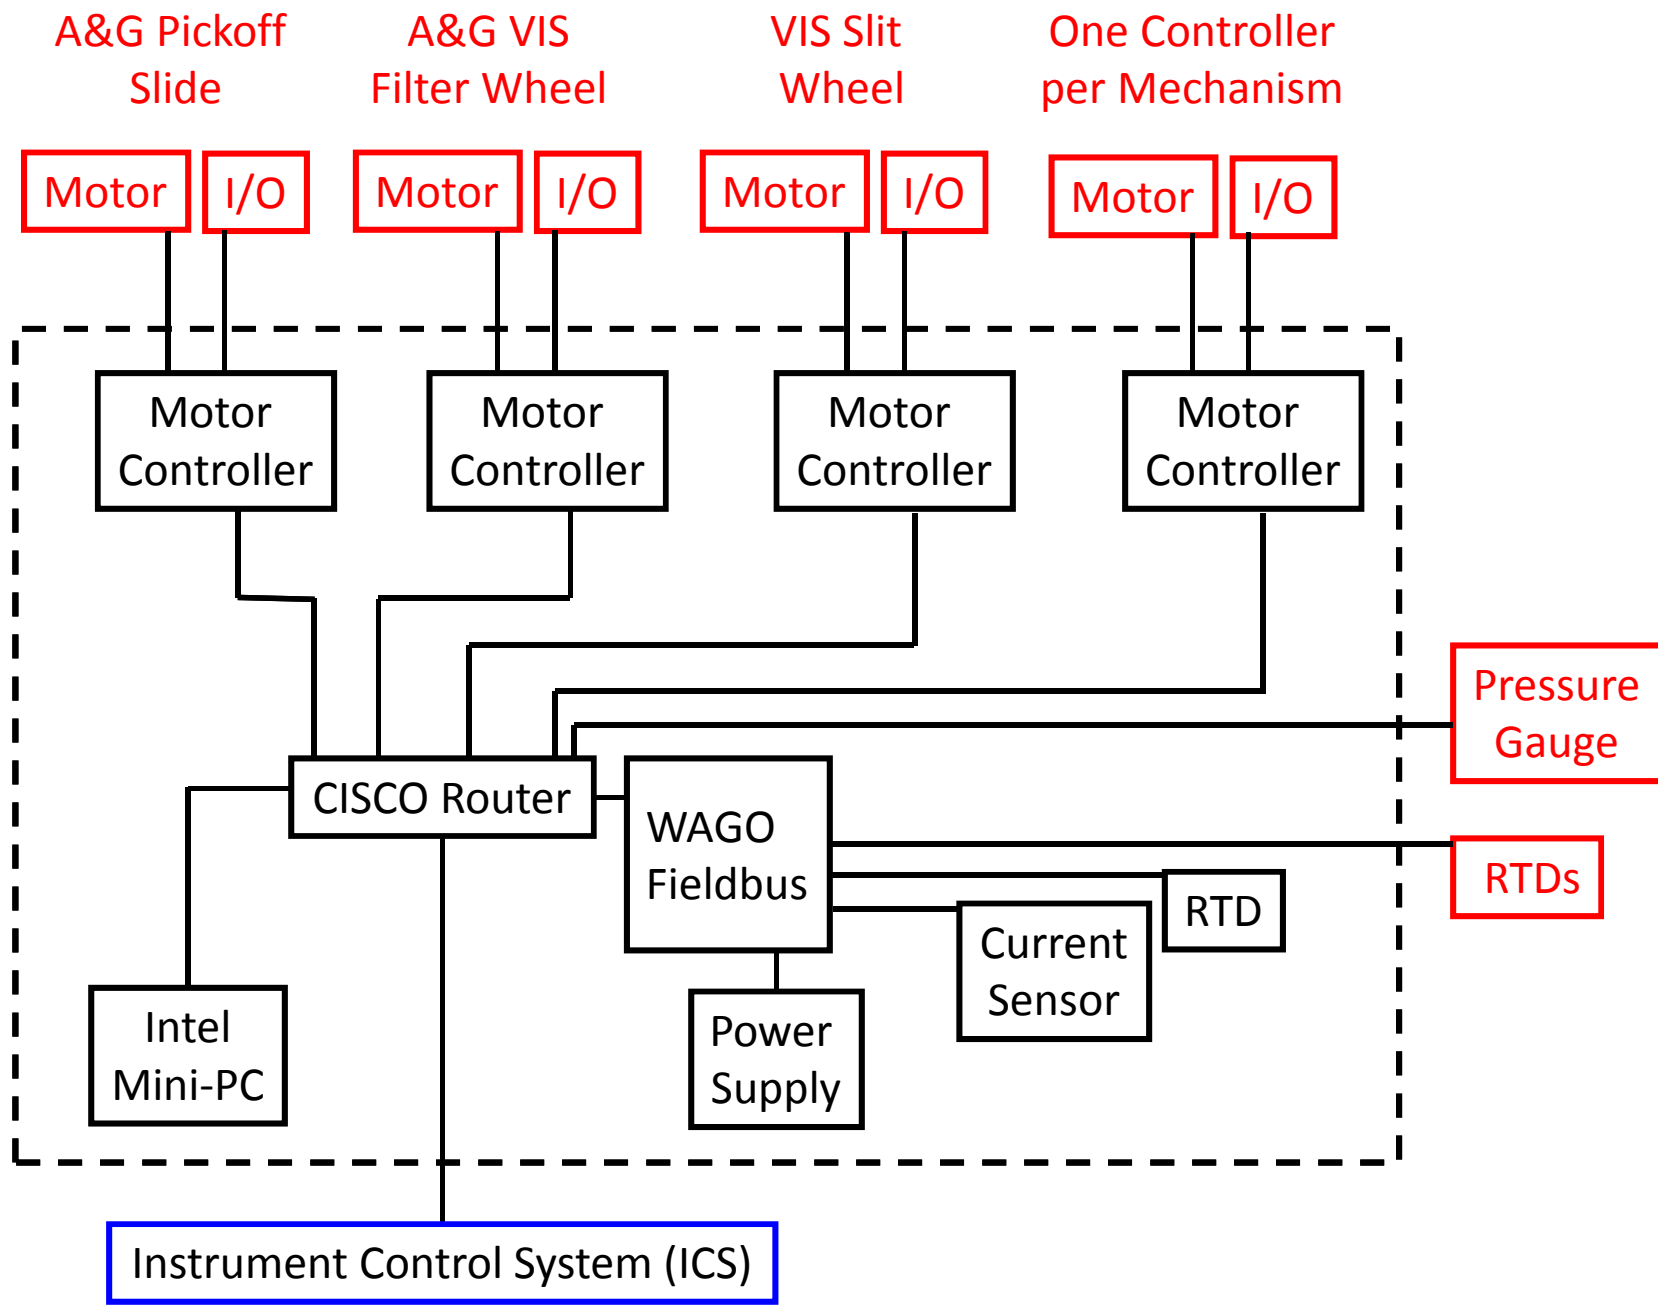 A&G Pickoff
Slide
A&G VIS
Filter Wheel
VIS Slit
Wheel
One Controller
per Mechanism
Motor
I/O
Motor
I/O
Motor
I/O
Motor
I/O
Motor
Controller
Motor
Controller
Motor
Controller
Motor
Controller
Pressure
Gauge
CISCO Router
WAGO
Fieldbus
RTDs
RTD
Current
Sensor
Intel
Mini-PC
Power
Supply
Instrument Control System (ICS)